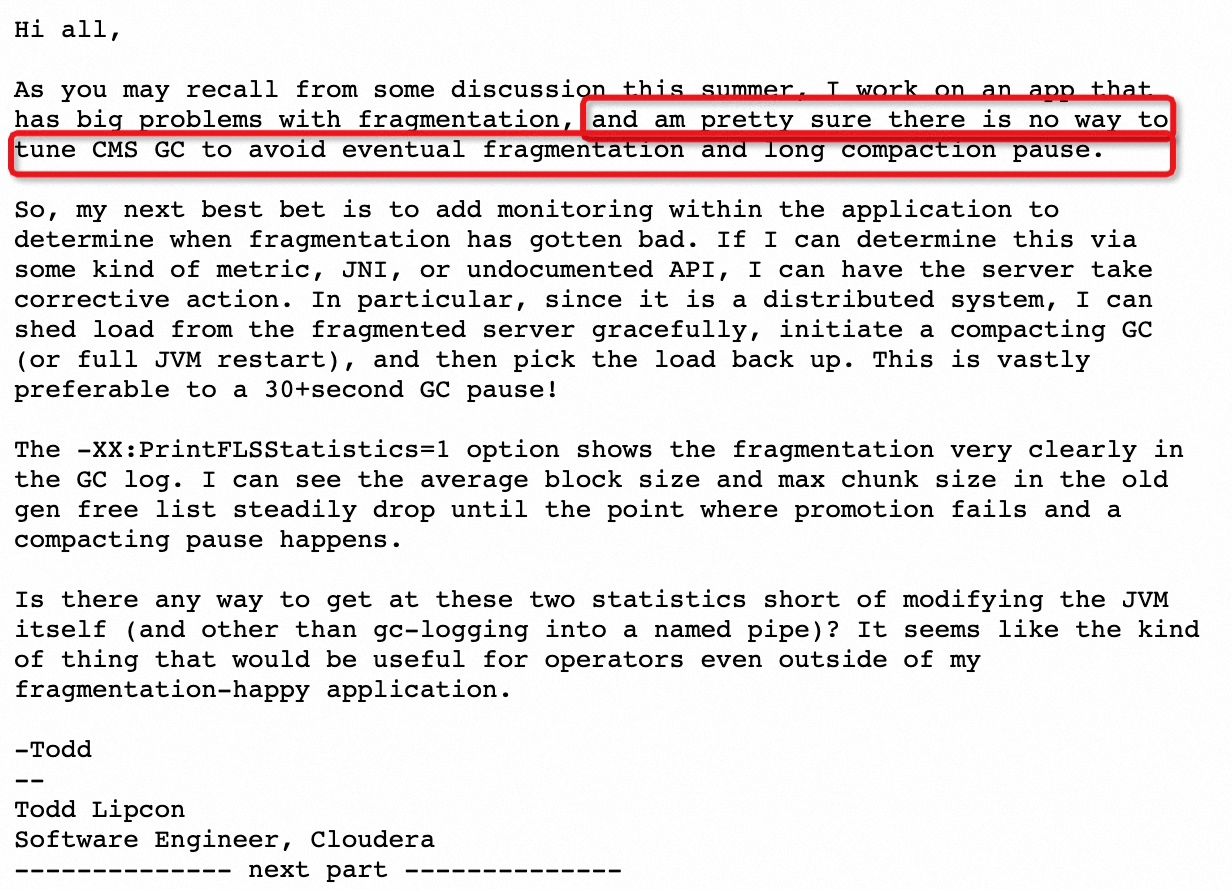 Hi all,
As you may recall from some discussion this summer, I work on an app that
has big problems with fragmentation, and am pretty sure there is no way to
tune CMS GC to avoid eventual fragmentation and long compaction pause.
So, my next best bet is to add monitoring within the application to
determine when fragmentation has gotten bad. If I can determine this via
some kind of metric, JNI, or undocumented API, I can have the server take
corrective action. In particular, since it is a distributed system, I can
shed load from the fragmented server gracefully, initiate a compacting GC
(or full JVM restart), and then pick the load back up. This is vastly
preferable to a 30+second GC pause!
The -XX:PrintFLSStatistics=1 option shows the fragmentation very clearly in
the GC log. I can see the average block size and max chunk size in the old
gen free list steadily drop until the point where promotion fails and a
compacting pause happens.
Is there any way to get at these two statistics short of modifying the JVM
itself (and other than gc-logging into a named pipe)? It seems like the kind
of thing that would be useful for operators even outside of my
fragmentation-happy application.
-Todd
--
Todd Lipcon
Software Engineer, Cloudera
-------------- next part --------------